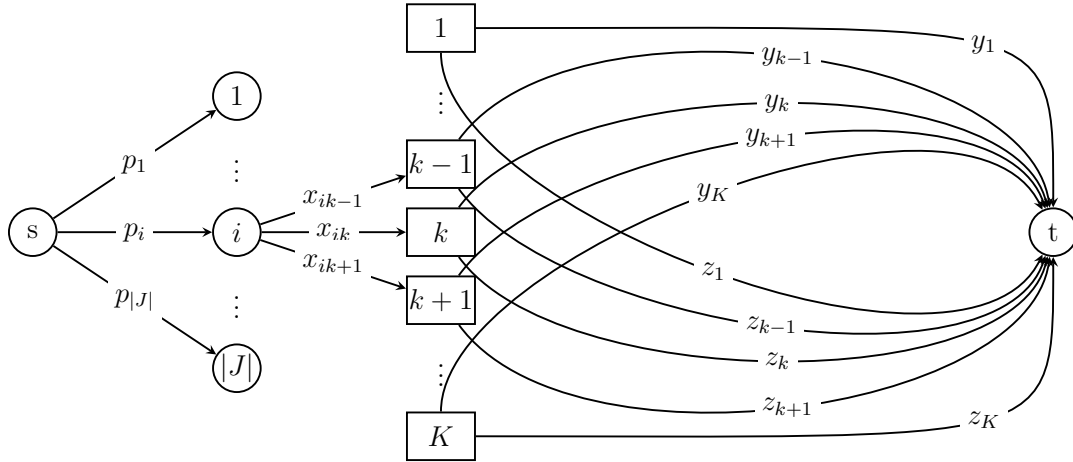 1
y_1
y_{k-1}
1
⋮
y_k
p_1
⋮
k − 1
y_{k+1}
x_{ik-1}
y_K
s
p_i
i
x_{ik}
k
t
x_{ik+1}
z_1
p_{|J|}
⋮
k + 1
z_{k-1}
z_k
|J|
⋮
z_{k+1}
K
z_K